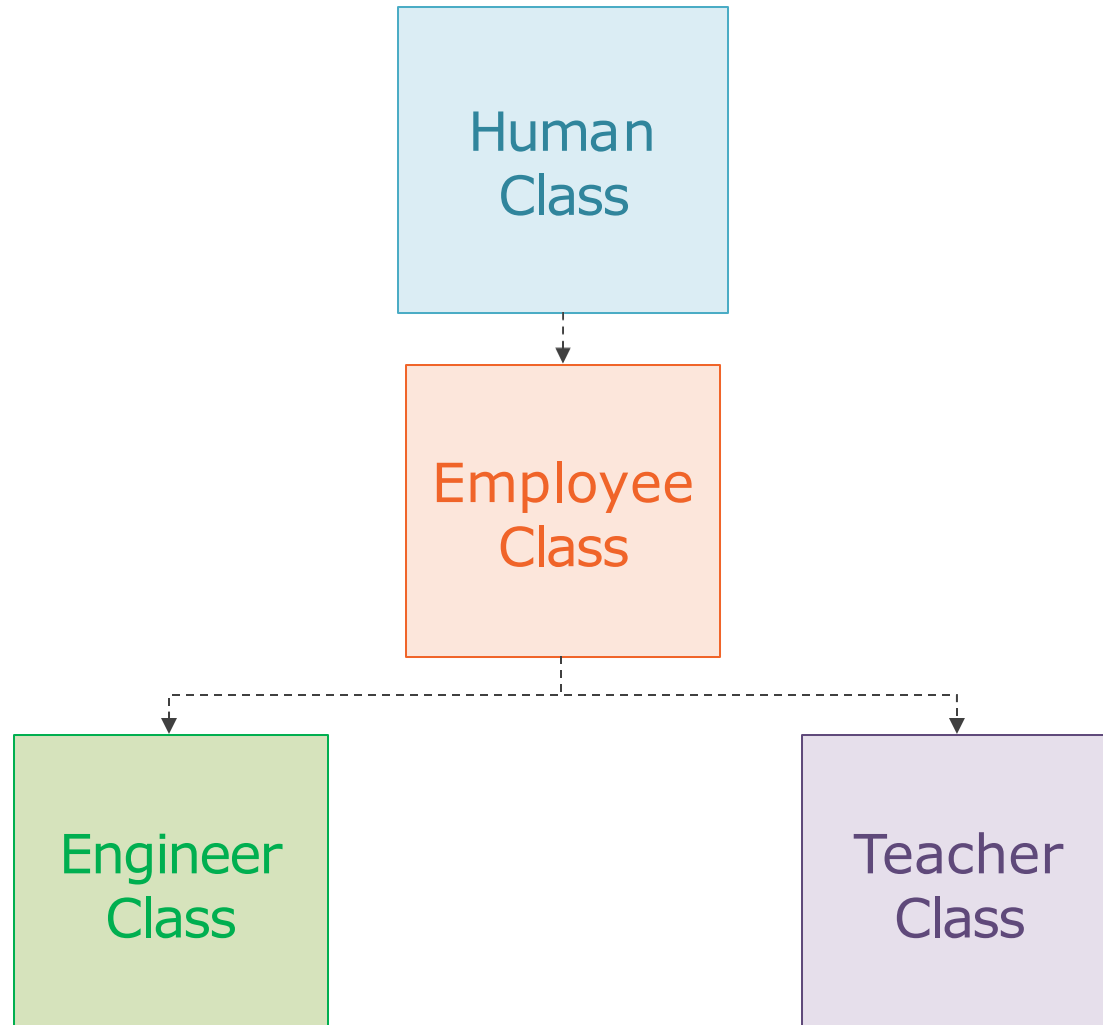 Human
Class
Employee
Class
Engineer
Class
Teacher
Class